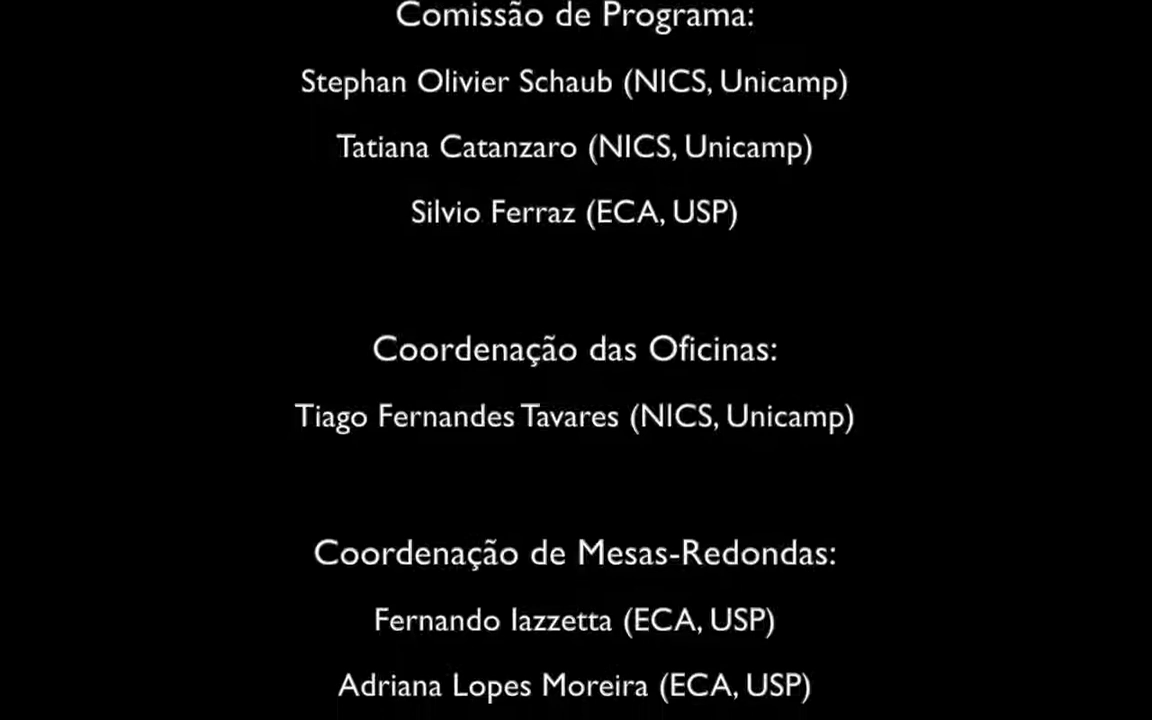 Comissão de Programa:
Stephan Olivier Schaub (NICS, Unicamp)
Tatiana Catanzaro (NICS, Unicamp)
Silvio Ferraz (ECA, USP)
Coordenação das Oficinas:
Tiago Fernandes Tavares (NICS, Unicamp)
Coordenação de Mesas-Redondas:
Fernando Iazzetta (ECA, USP)
Adriana Lopes Moreira (ECA, USP)